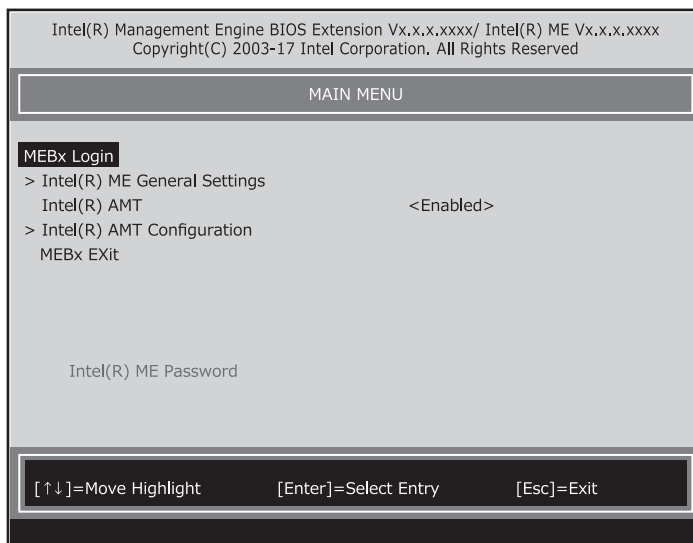 Intel(R) Management Engine BIOS Extension Vx.x.x.xxxx/ Intel(R) ME Vx.x.x.xxxx
Copyright(C) 2003-17 Intel Corporation. All Rights Reserved
MAIN MENU
MEBx Login
> Intel(R) ME General Settings
Intel(R) AMT <Enabled>
> Intel(R) AMT Configuration
MEBx EXit
Intel(R) ME Password
[↑↓]=Move Highlight [Enter]=Select Entry [Esc]=Exit